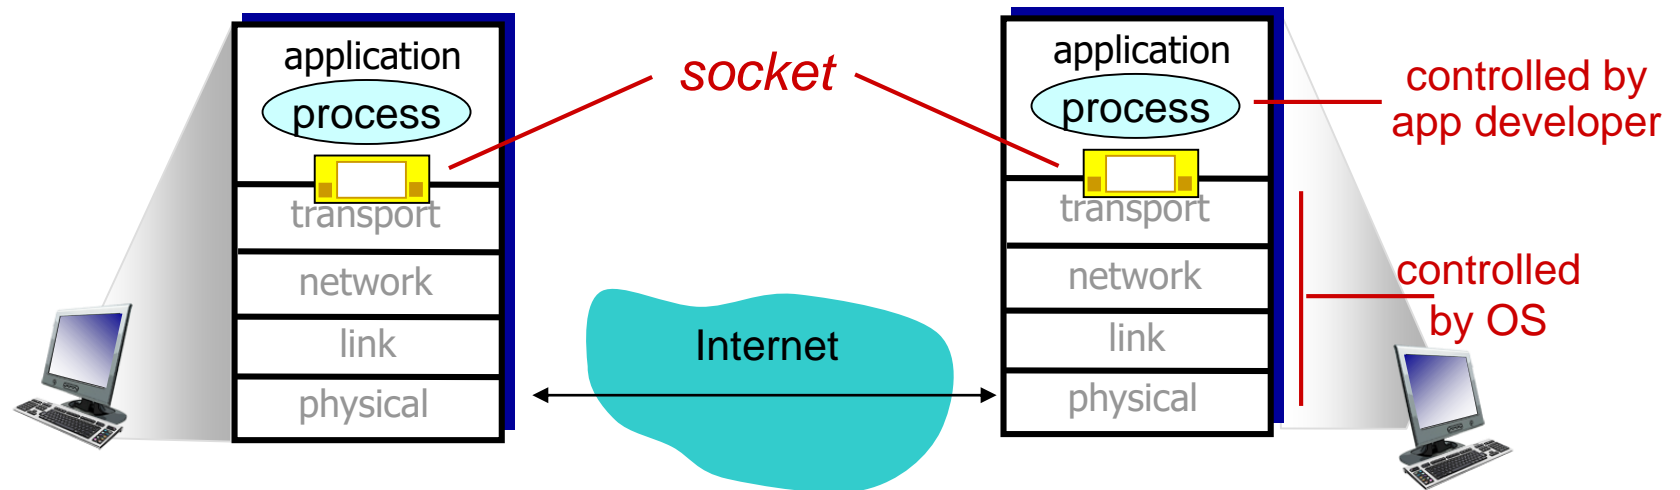 application
process
transport
network
link
physical
socket
Internet
application
process
transport
network
link
physical
controlled by
app developer
controlled
by OS